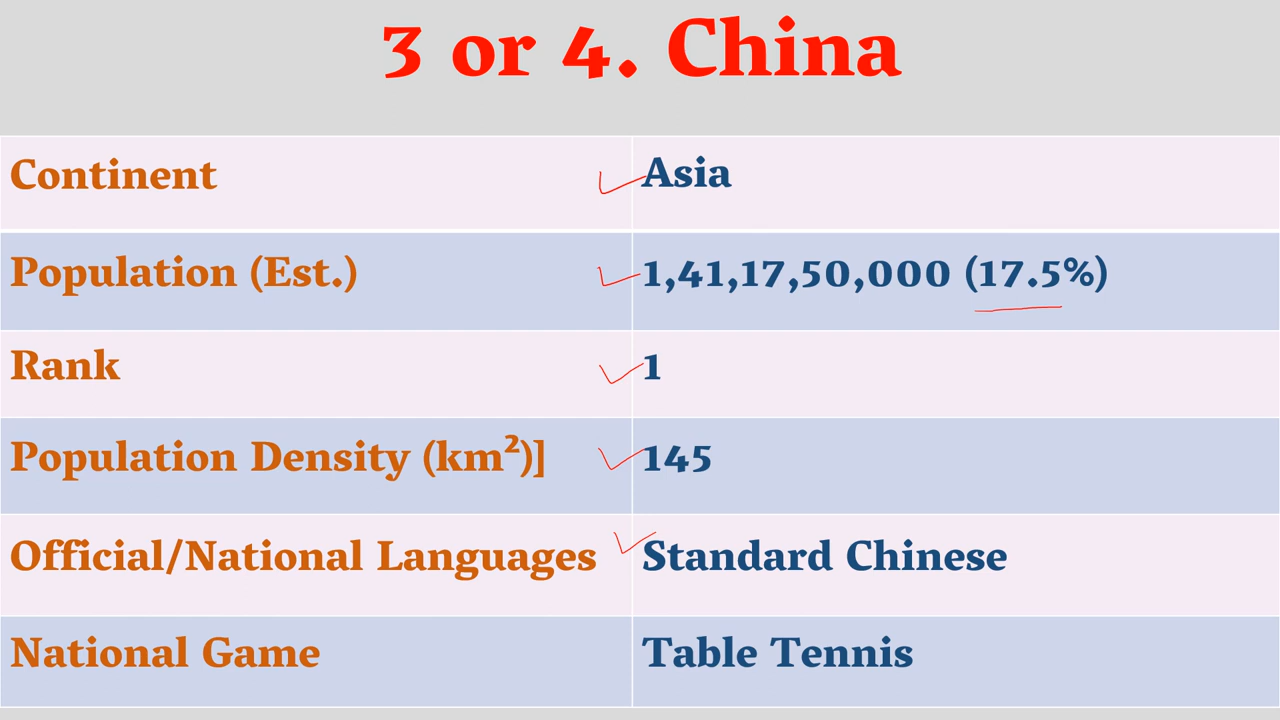 3 or 4. China
Continent Asia
Population (Est.) 1,41,17,50,000 (17.5%)
Rank 1
Population Density (km²)] 145
Official/National Languages Standard Chinese
National Game Table Tennis